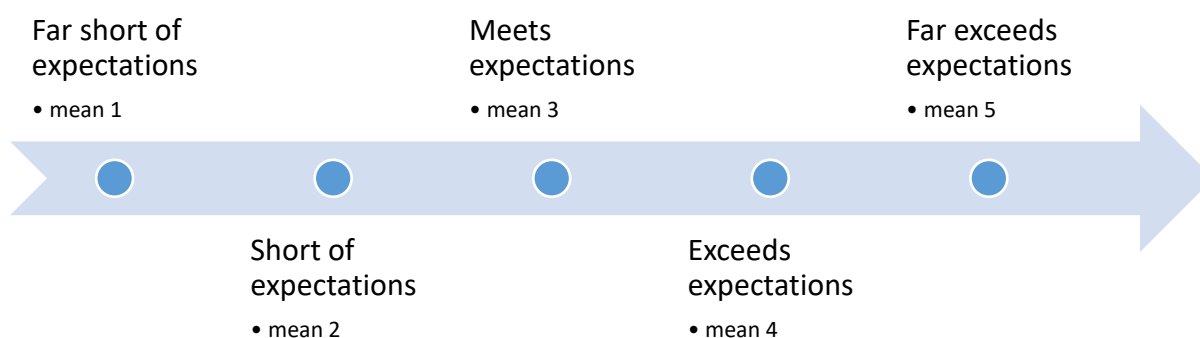 Far short of
expectations
• mean 1
Short of
expectations
• mean 2
Meets
expectations
• mean 3
Exceeds
expectations
• mean 4
Far exceeds
expectations
• mean 5